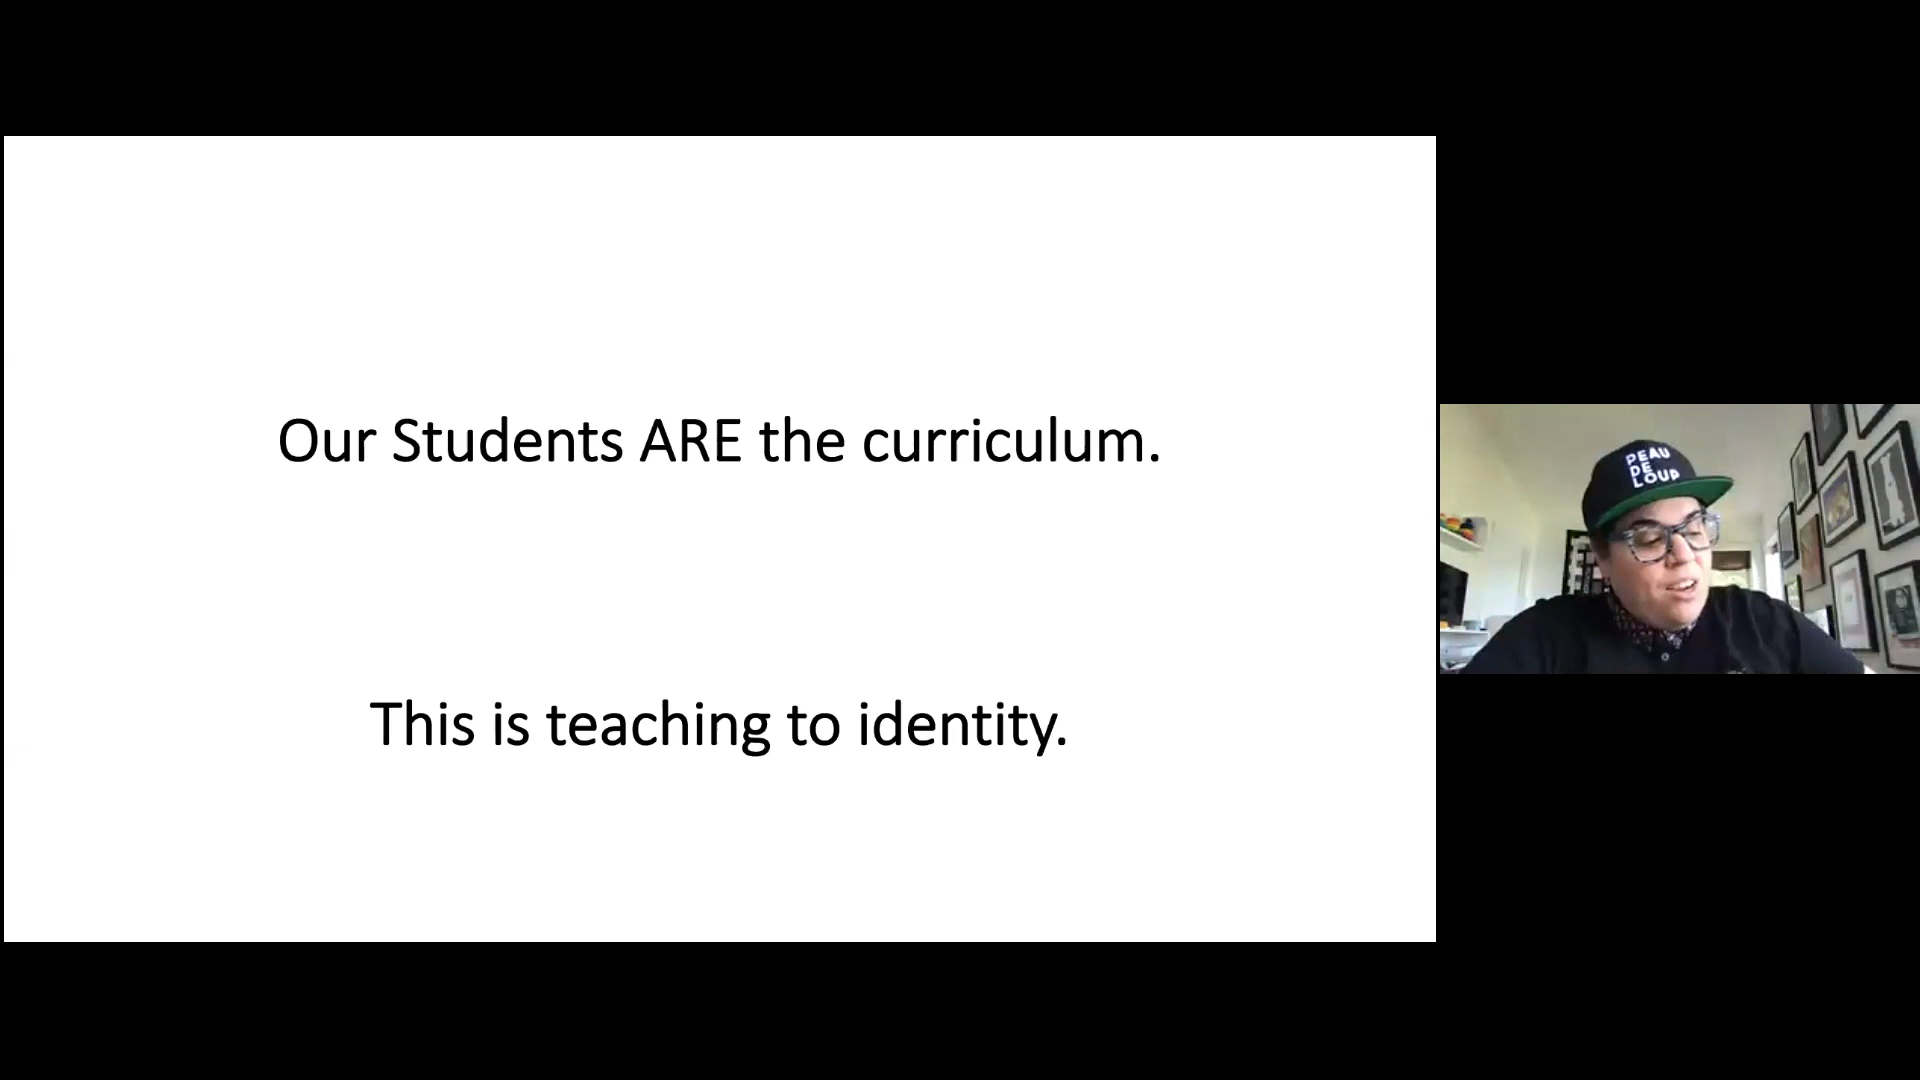 Our Students ARE the curriculum.
This is teaching to identity.
PEAU
DE
LOUP